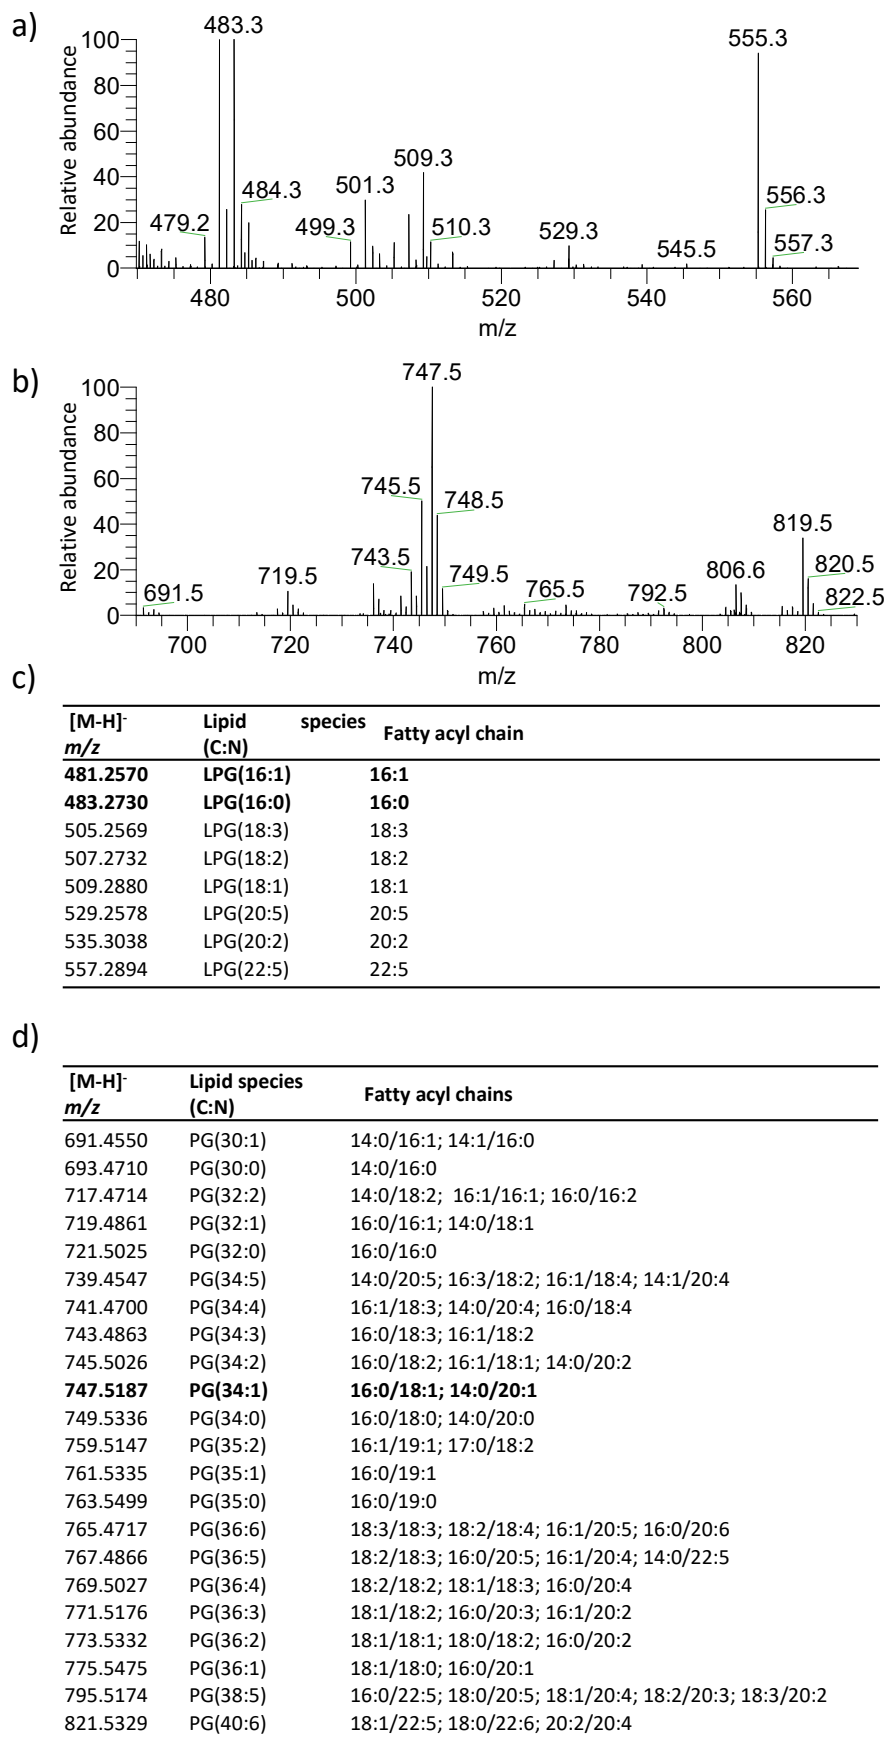 a)
483.3
555.3
100
Relative abundance
80
60
509.3
40
501.3
484.3
556.3
479.2
499.3
510.3
529.3
20
545.5
557.3
0
480 500 520 540 560
m/z
b)
747.5
100
Relative abundance
80
60
745.5
748.5
40
819.5
743.5
806.6
820.5
20
719.5
749.5
691.5
765.5
792.5
822.5
0
700 720 740 760 780 800 820
m/z
c)
[M-H]- Lipid species Fatty acyl chain
m/z (C:N)
481.2570 LPG(16:1) 16:1
483.2730 LPG(16:0) 16:0
505.2569 LPG(18:3) 18:3
507.2732 LPG(18:2) 18:2
509.2880 LPG(18:1) 18:1
529.2578 LPG(20:5) 20:5
535.3038 LPG(20:2) 20:2
557.2894 LPG(22:5) 22:5
d)
[M-H]- Lipid species Fatty acyl chains
m/z (C:N)
691.4550 PG(30:1) 14:0/16:1; 14:1/16:0
693.4710 PG(30:0) 14:0/16:0
717.4714 PG(32:2) 14:0/18:2; 16:1/16:1; 16:0/16:2
719.4861 PG(32:1) 16:0/16:1; 14:0/18:1
721.5025 PG(32:0) 16:0/16:0
739.4547 PG(34:5) 14:0/20:5; 16:3/18:2; 16:1/18:4; 14:1/20:4
741.4700 PG(34:4) 16:1/18:3; 14:0/20:4; 16:0/18:4
743.4863 PG(34:3) 16:0/18:3; 16:1/18:2
745.5026 PG(34:2) 16:0/18:2; 16:1/18:1; 14:0/20:2
747.5187 PG(34:1) 16:0/18:1; 14:0/20:1
749.5336 PG(34:0) 16:0/18:0; 14:0/20:0
759.5147 PG(35:2) 16:1/19:1; 17:0/18:2
761.5335 PG(35:1) 16:0/19:1
763.5499 PG(35:0) 16:0/19:0
765.4717 PG(36:6) 18:3/18:3; 18:2/18:4; 16:1/20:5; 16:0/20:6
767.4866 PG(36:5) 18:2/18:3; 16:0/20:5; 16:1/20:4; 14:0/22:5
769.5027 PG(36:4) 18:2/18:2; 18:1/18:3; 16:0/20:4
771.5176 PG(36:3) 18:1/18:2; 16:0/20:3; 16:1/20:2
773.5332 PG(36:2) 18:1/18:1; 18:0/18:2; 16:0/20:2
775.5475 PG(36:1) 18:1/18:0; 16:0/20:1
795.5174 PG(38:5) 16:0/22:5; 18:0/20:5; 18:1/20:4; 18:2/20:3; 18:3/20:2
821.5329 PG(40:6) 18:1/22:5; 18:0/22:6; 20:2/20:4